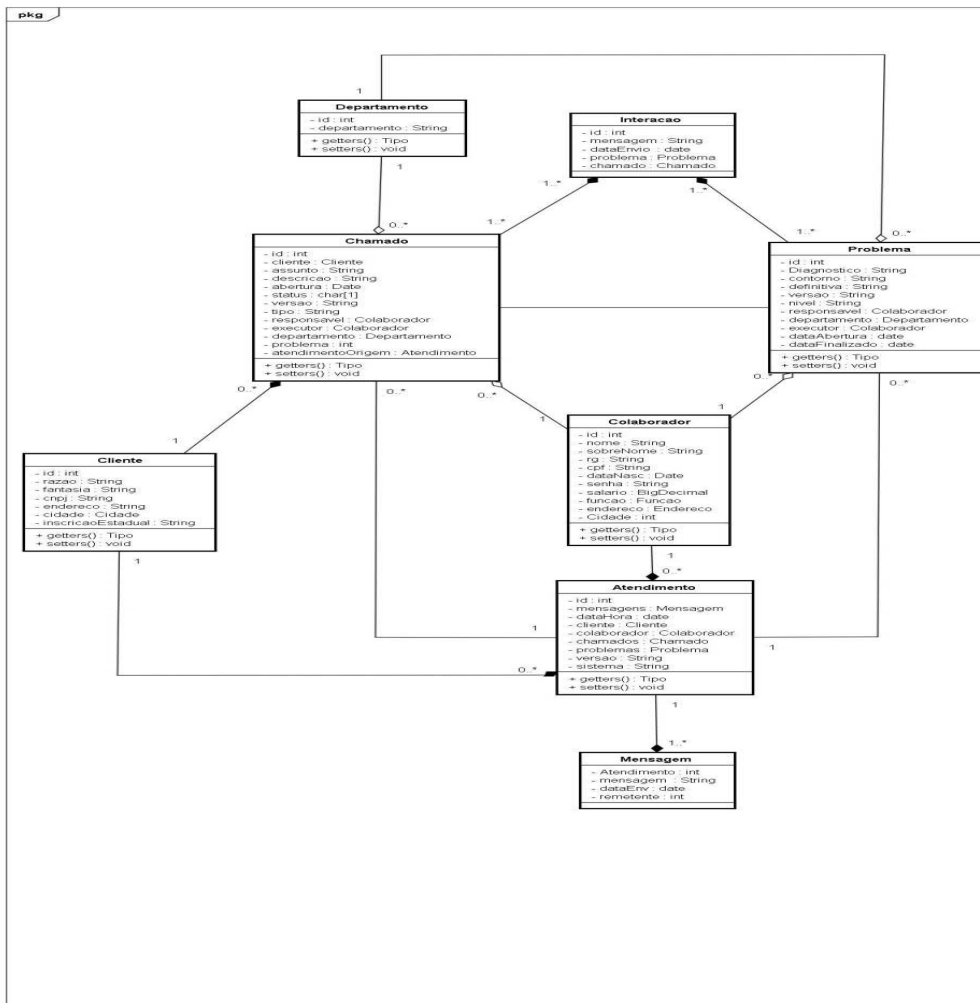 pkg
1
Departamento
- id : int
- departamento : String
+ getters() : Tipo
+ setters() : void
1
0..*
Interacao
- id : int
- mensagem : String
- dataEnvio : date
- problema : Problema
- chamado : Chamado
1..*
1..*
1..*
1..*
0..*
Chamado
- id : int
- cliente : Cliente
- assunto : String
- descricao : String
- abertura : Date
- status : char[1]
- versao : String
- tipo : String
- responsavel : Colaborador
- executor : Colaborador
- departamento : Departamento
- problema : int
- atendimentoOrigem : Atendimento
+ getters() : Tipo
+ setters() : void
0..*
0..*
0..*
Problema
- id : int
- Diagnostico : String
- contorno : String
- definitiva : String
- versao : String
- nivel : String
- responsavel : Colaborador
- departamento : Departamento
- executor : Colaborador
- dataAbertura : date
- dataFinalizado : date
+ getters() : Tipo
+ setters() : void
0..*
0..*
1
1
1
Cliente
- id : int
- razao : String
- fantasia : String
- cnpj : String
- endereco : String
- cidade : Cidade
- inscricaoEstadual : String
+ getters() : Tipo
+ setters() : void
1
Colaborador
- id : int
- nome : String
- sobreNome : String
- rg : String
- cpf : String
- dataNasc : Date
- senha : String
- salario : BigDecimal
- funcao : Funcao
- endereco : Endereco
- Cidade : int
+ getters() : Tipo
+ setters() : void
1
0..*
Atendimento
- id : int
- mensagens : Mensagem
- dataHora : date
- cliente : Cliente
- colaborador : Colaborador
- chamados : Chamado
- problemas : Problema
- versao : String
- sistema : String
+ getters() : Tipo
+ setters() : void
1
1
0..*
1
1..*
Mensagem
- Atendimento : int
- mensagem : String
- dataEnv : date
- remetente : int